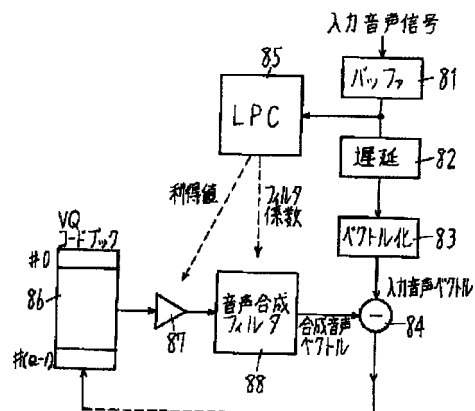 入力音声信号
バッファ
81
85
LPC
遅延
82
利得値
フィルタ
係数
ベクトル化
83
VQ
コードブック
#0
86
#(Q-1)
87
音声合成
フィルタ
88
合成音声
ベクトル
入力音声ベクトル
84